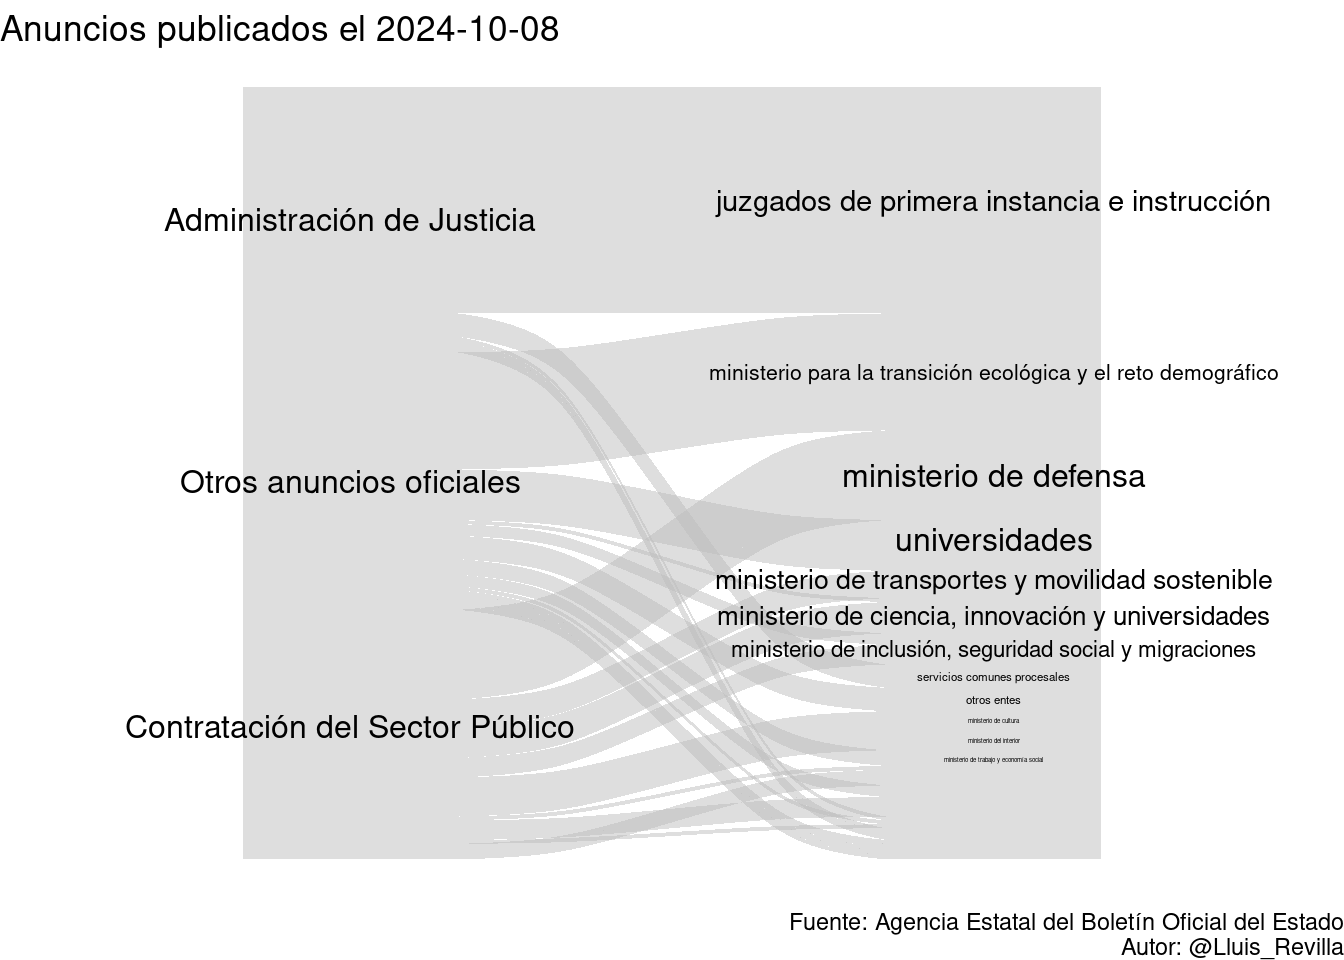 Anuncios publicados el 2024-10-08
Administración de Justicia
Otros anuncios oficiales
Contratación del Sector Público
juzgados de primera instancia e instrucción
ministerio para la transición ecológica y el reto demográfico
ministerio de defensa
universidades
ministerio de transportes y movilidad sostenible
ministerio de ciencia, innovación y universidades
ministerio de inclusión, seguridad social y migraciones
servicios comunes procesales
otros entes
ministerio de cultura
ministerio del interior
ministerio de trabajo y economía social
Fuente: Agencia Estatal del Boletín Oficial del Estado
Autor: @Lluis_Revilla